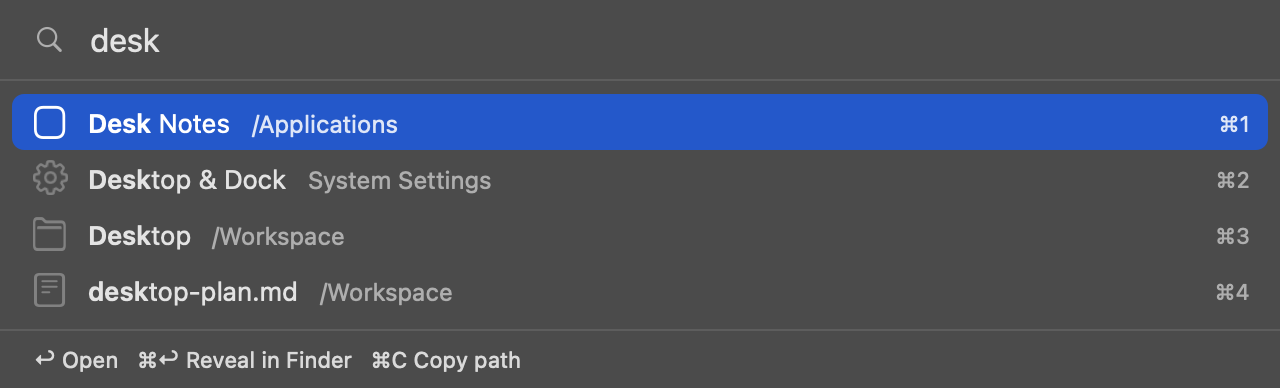 desk
Desk Notes /Applications ⌘1
Desktop & Dock System Settings ⌘2
Desktop /Workspace ⌘3
desktop-plan.md /Workspace ⌘4
↩ Open ⌘↩ Reveal in Finder ⌘C Copy path